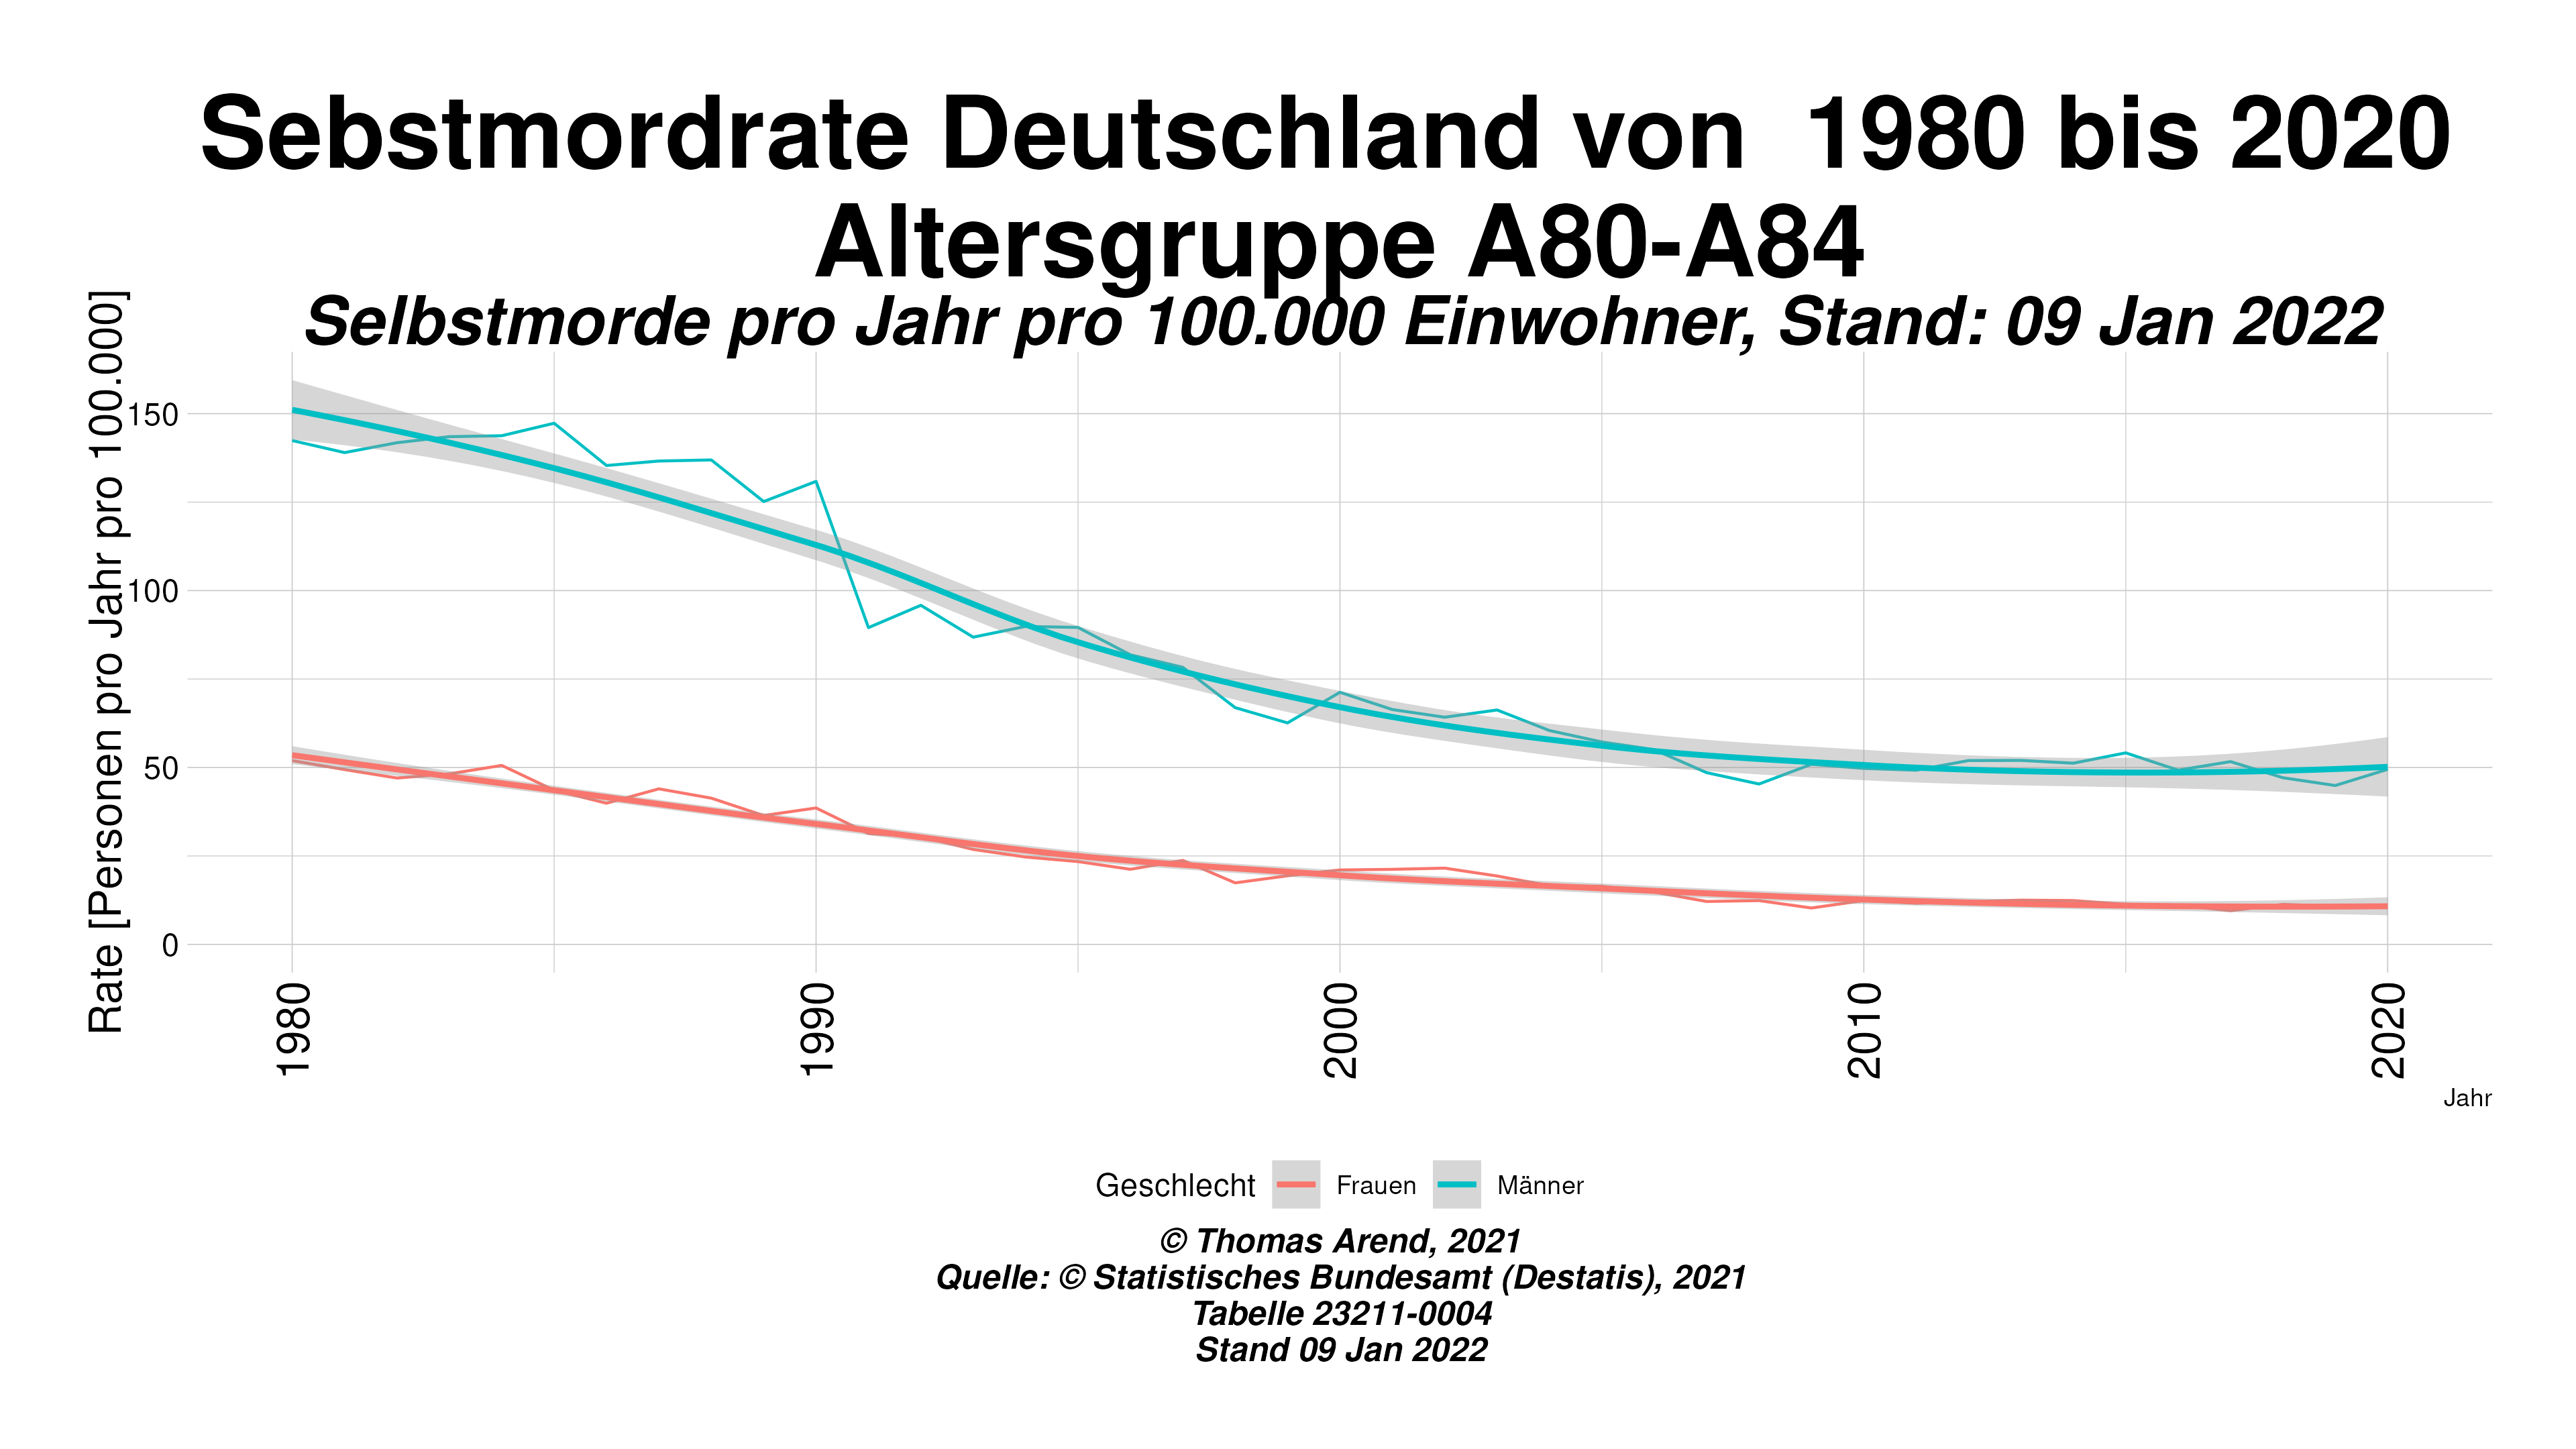 Sebstmordrate Deutschland von  1980 bis 2020
Altersgruppe A80-A84
Selbstmorde pro Jahr pro 100.000 Einwohner, Stand: 09 Jan 2022
Rate [Personen pro Jahr pro 100.000]
150
100
50
0
1980
1990
2000
2010
2020
Jahr
Geschlecht Frauen Männer
© Thomas Arend, 2021
Quelle: © Statistisches Bundesamt (Destatis), 2021
Tabelle 23211-0004
Stand 09 Jan 2022